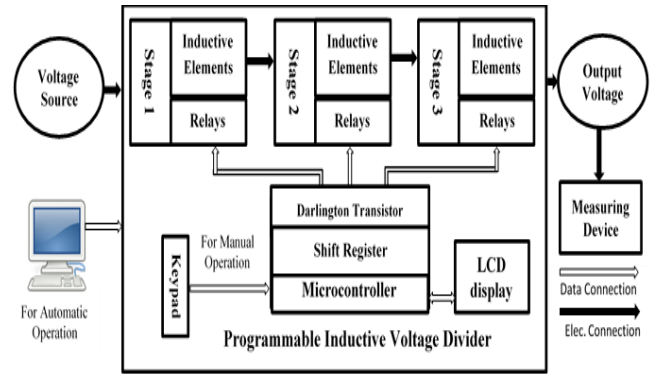 Voltage
Source
Stage 1
Inductive
Elements
Relays
Stage 2
Inductive
Elements
Relays
Stage 3
Inductive
Elements
Relays
Output
Voltage
Measuring
Device
Data Connection
Elec. Connection
For Automatic
Operation
Keypad
For Manual
Operation
Darlington Transistor
Shift Register
Microcontroller
LCD
display
Programmable Inductive Voltage Divider